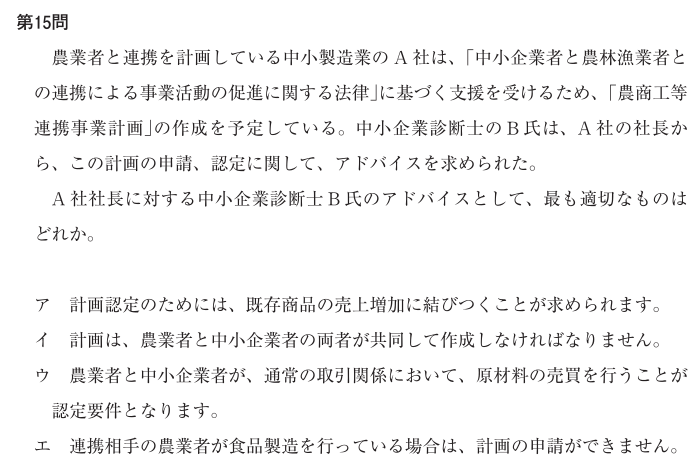 第15問
農業者と連携を計画している中小製造業の A 社は、「中小企業者と農林漁業者と
の連携による事業活動の促進に関する法律」に基づく支援を受けるため、「農商工等
連携事業計画」の作成を予定している。中小企業診断士の B 氏は、A 社の社長か
ら、この計画の申請、認定に関して、アドバイスを求められた。
A 社社長に対する中小企業診断士 B 氏のアドバイスとして、最も適切なものは
どれか。
ア 計画認定のためには、既存商品の売上増加に結びつくことが求められます。
イ 計画は、農業者と中小企業者の両者が共同して作成しなければなりません。
ウ 農業者と中小企業者が、通常の取引関係において、原材料の売買を行うことが
認定要件となります。
エ 連携相手の農業者が食品製造を行っている場合は、計画の申請ができません。